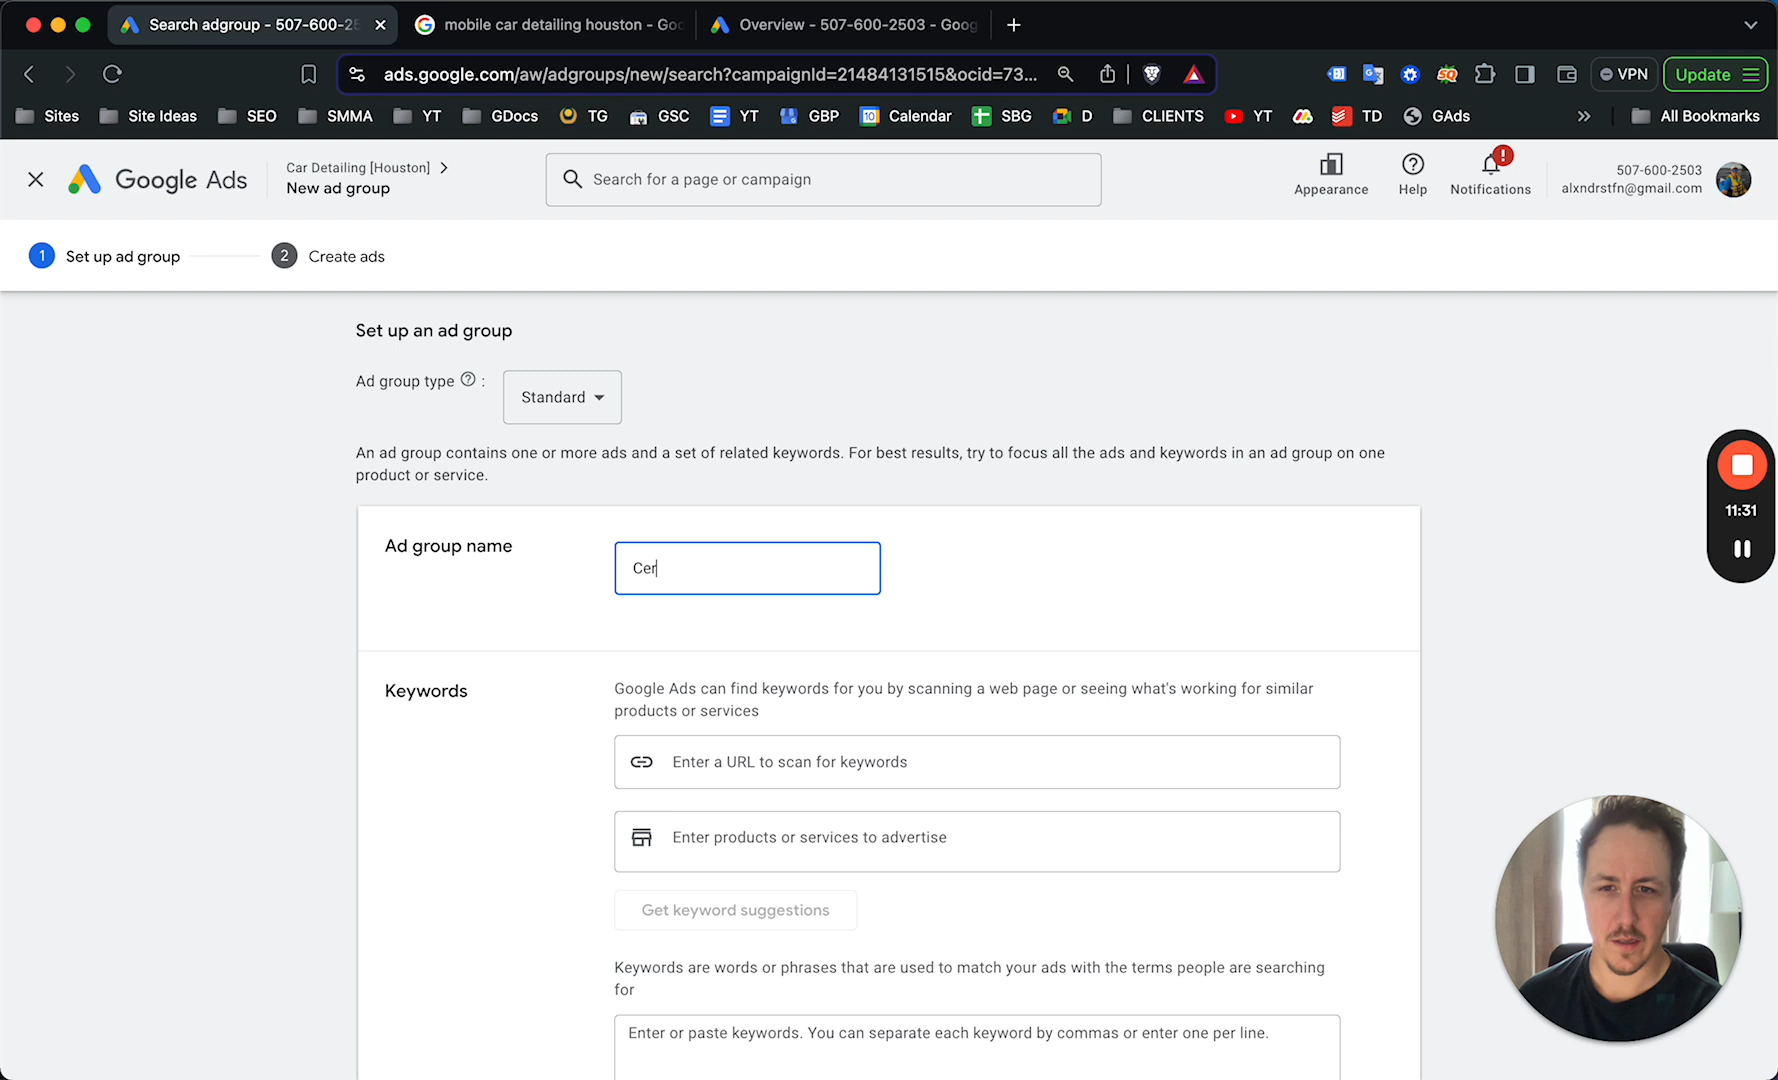 Search adgroup - 507-600-25
mobile car detailing houston - Goo
Overview - 507-600-2503 - Goog
ads.google.com/aw/adgroups/new/search?campaignId=21484131515&ocid=73...
VPN
Update
Sites
Site Ideas
SEO
SMMA
YT
GDocs
TG
GSC
YT
GBP
10
Calendar
SBG
D
CLIENTS
YT
TD
GAds
All Bookmarks
Google Ads
Car Detailing [Houston]
New ad group
Search for a page or campaign
Appearance
Help
Notifications
507-600-2503
alxndrstfn@gmail.com
1 Set up ad group
2 Create ads
Set up an ad group
Ad group type :
Standard
An ad group contains one or more ads and a set of related keywords. For best results, try to focus all the ads and keywords in an ad group on one
product or service.
Ad group name
Cer
Keywords
Google Ads can find keywords for you by scanning a web page or seeing what's working for similar
products or services
Enter a URL to scan for keywords
Enter products or services to advertise
Get keyword suggestions
Keywords are words or phrases that are used to match your ads with the terms people are searching
for
Enter or paste keywords. You can separate each keyword by commas or enter one per line.
11:31